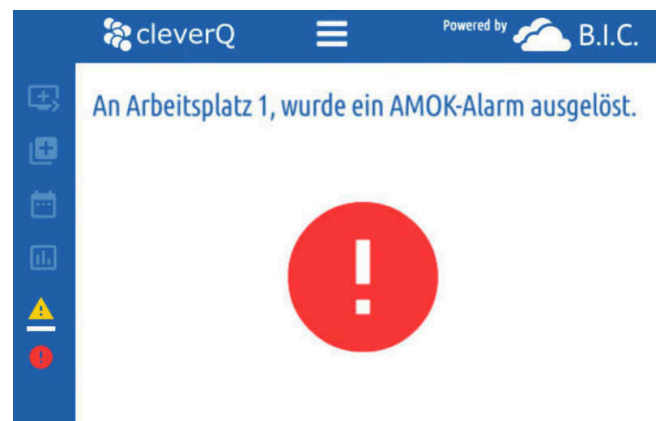 cleverQ
Powered by B.I.C.
An Arbeitsplatz 1, wurde ein AMOK-Alarm ausgelöst.